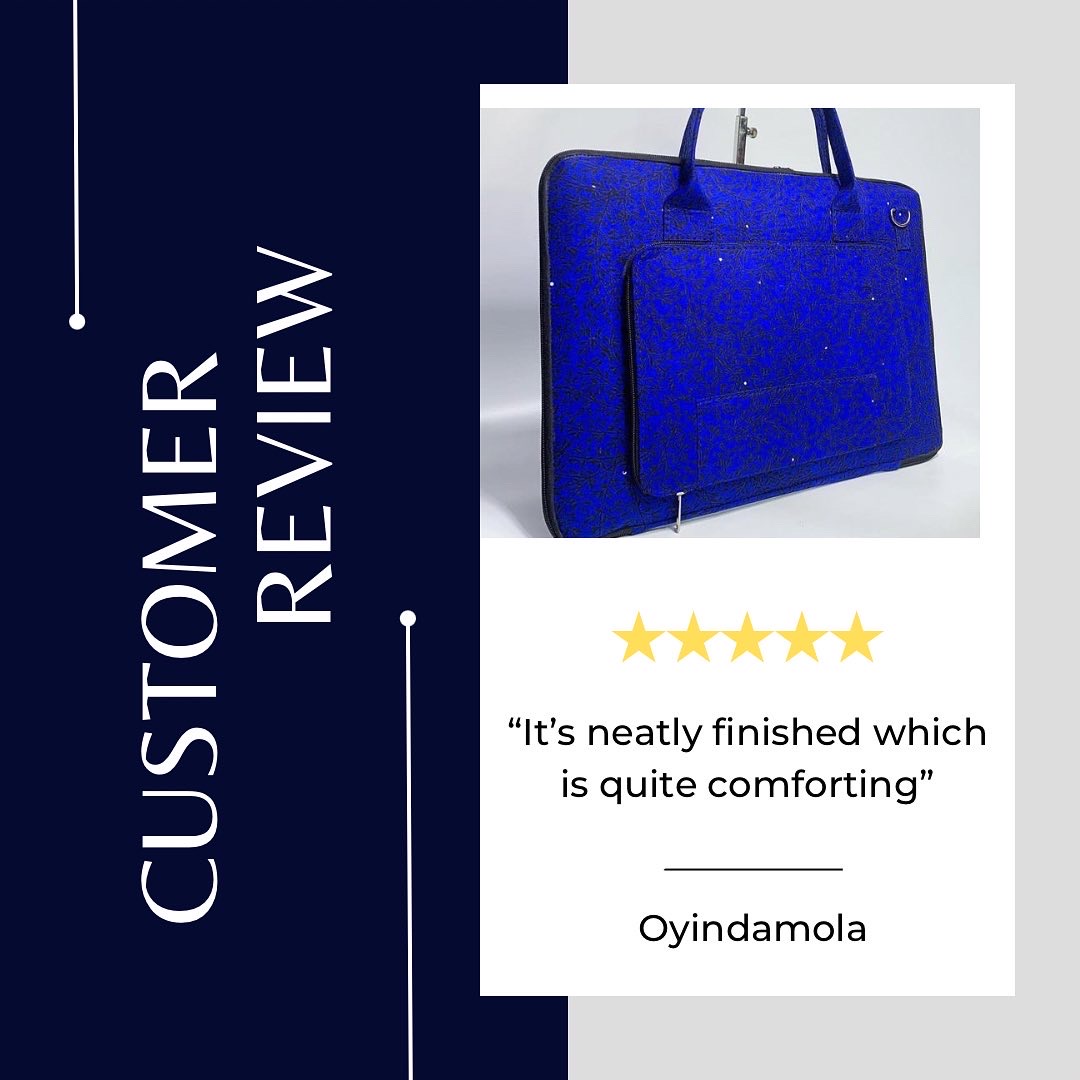 CUSTOMER
REVIEW
“It’s neatly finished which
is quite comforting”
Oyindamola